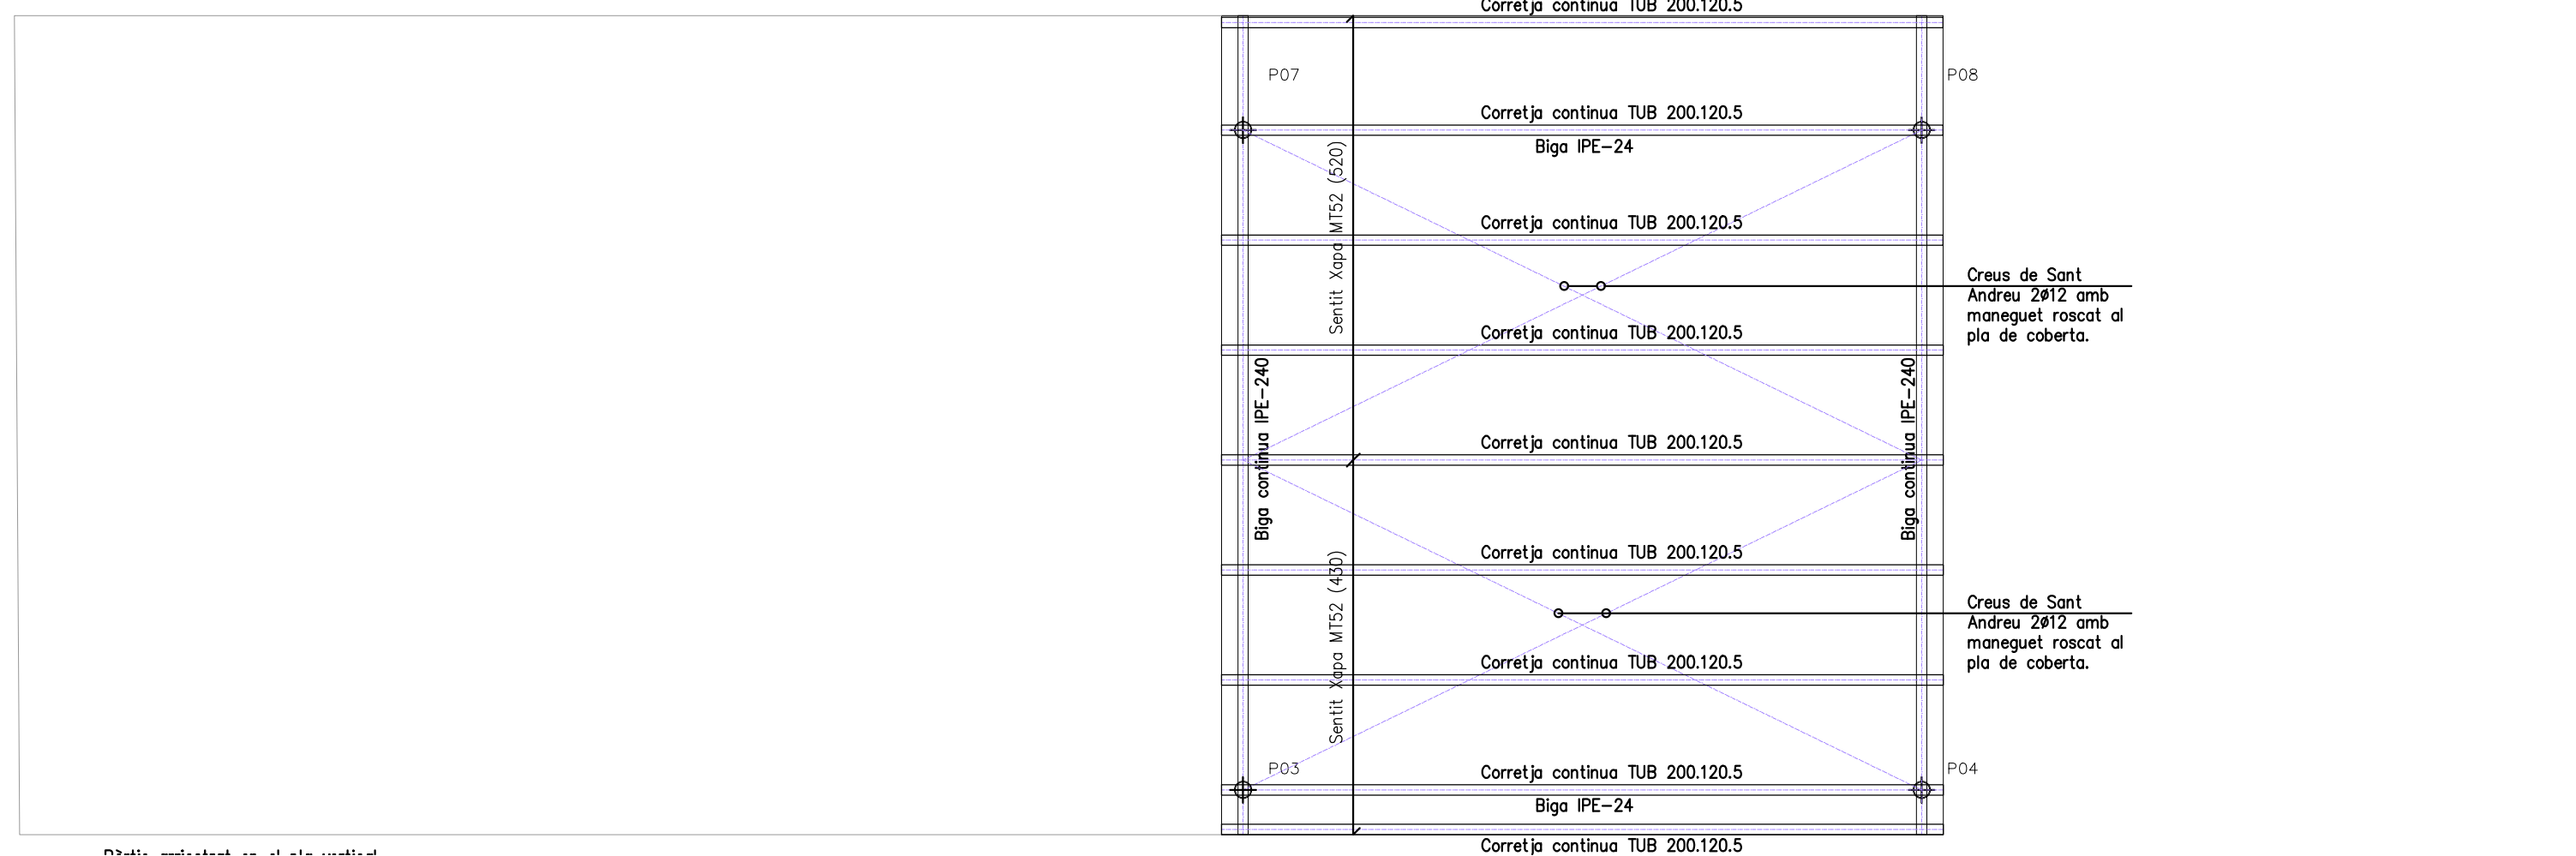 Corretja continua TUB 200.120.5
P07
P08
Corretja continua TUB 200.120.5
Biga IPE-24
Sentit Xapa MT52 (520)
Corretja continua TUB 200.120.5
Creus de Sant
Andreu 2ø12 amb
maneguet roscat al
pla de coberta.
Corretja continua TUB 200.120.5
Biga continua IPE-240
Biga continua IPE-240
Corretja continua TUB 200.120.5
Corretja continua TUB 200.120.5
Sentit Xapa MT52 (430)
Creus de Sant
Andreu 2ø12 amb
maneguet roscat al
pla de coberta.
Corretja continua TUB 200.120.5
P03
P04
Corretja continua TUB 200.120.5
Biga IPE-24
Corretja continua TUB 200.120.5